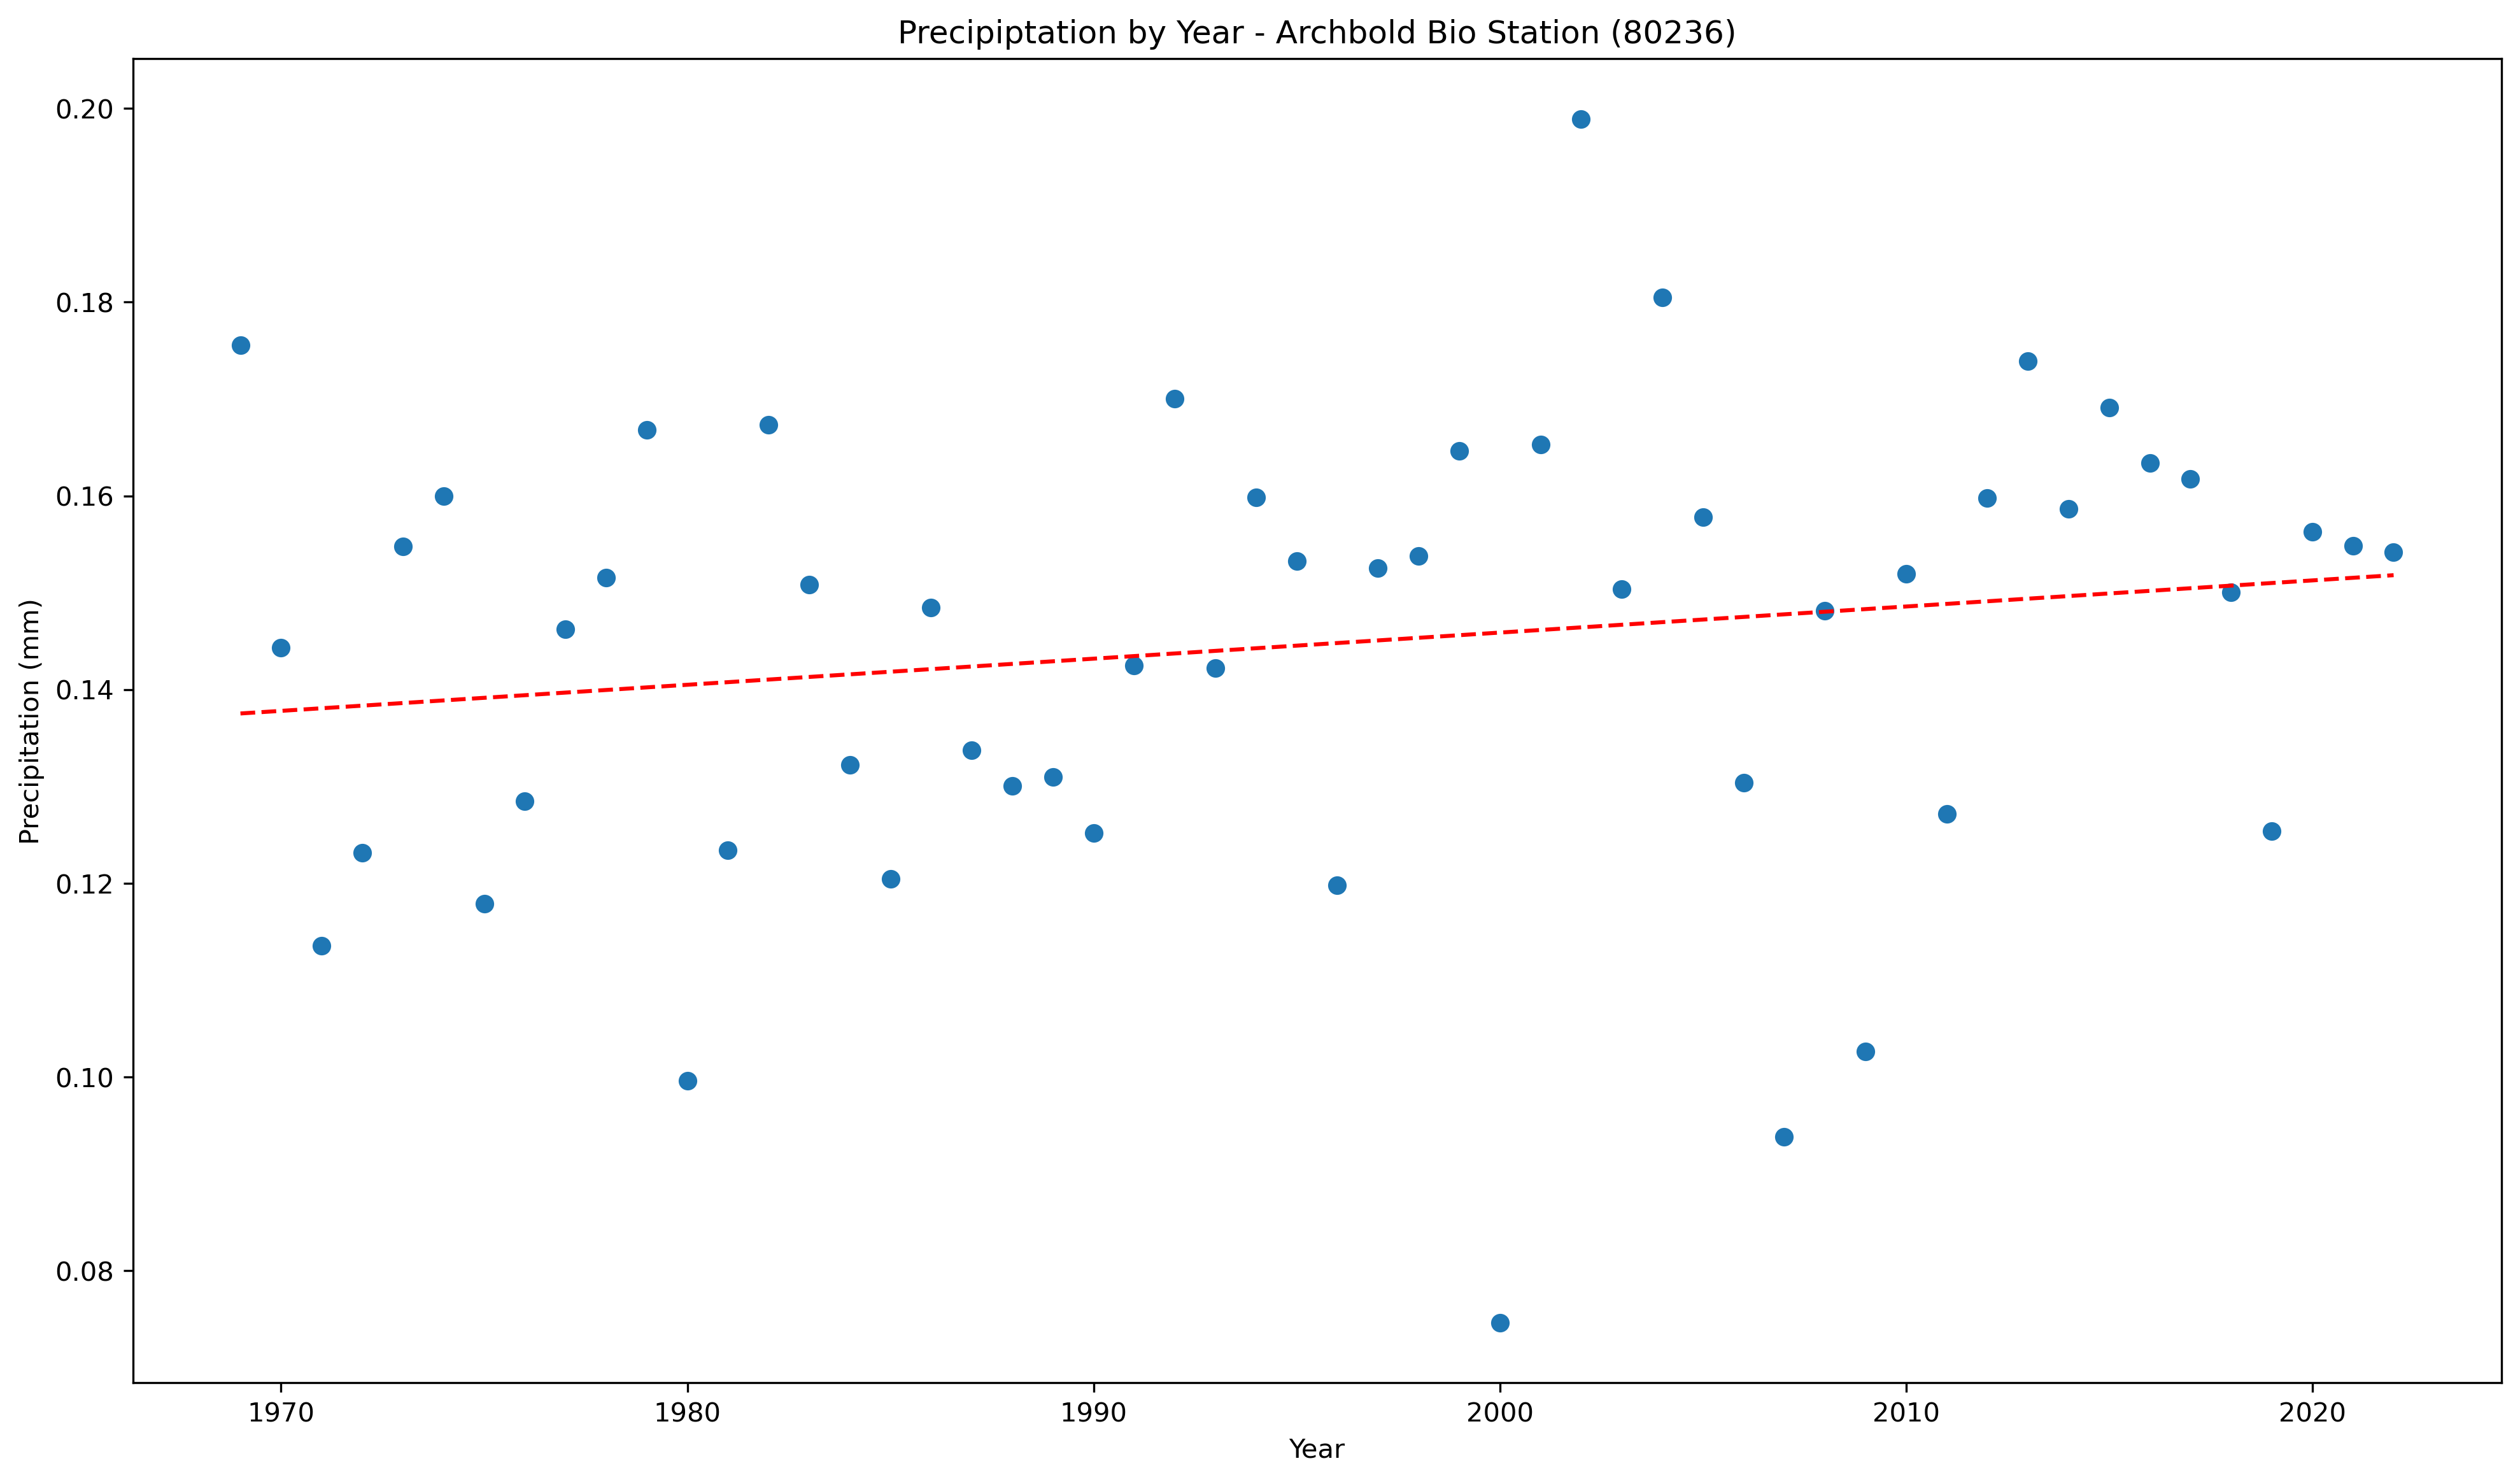 Precipiptation by Year - Archbold Bio Station (80236)
Precipitation (mm)
0.20
0.18
0.16
0.14
0.12
0.10
0.08
1970 1980 1990 2000 2010 2020
Year